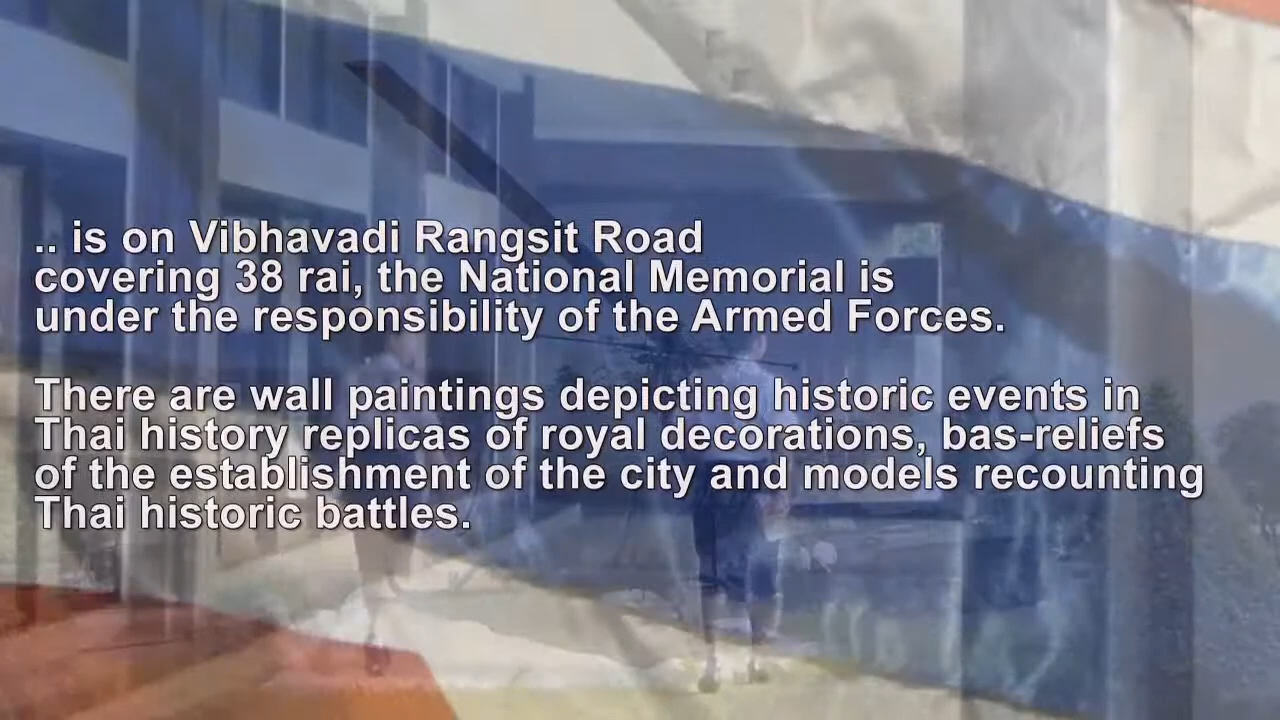 .. is on Vibhavadi Rangsit Road
covering 38 rai, the National Memorial is
under the responsibility of the Armed Forces.
There are wall paintings depicting historic events in
Thai history replicas of royal decorations, bas-reliefs
of the establishment of the city and models recounting
Thai historic battles.